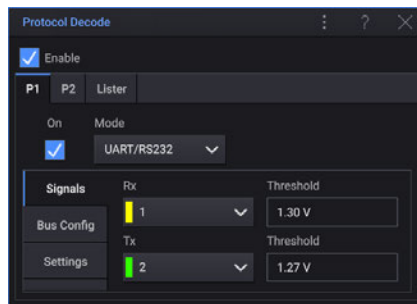 Protocol Decode ?
Enable
P1 P2 Lister
On Mode
UART/RS232
Signals Rx Threshold
1 1.30 V
Bus Config
Tx Threshold
Settings 2 1.27 V